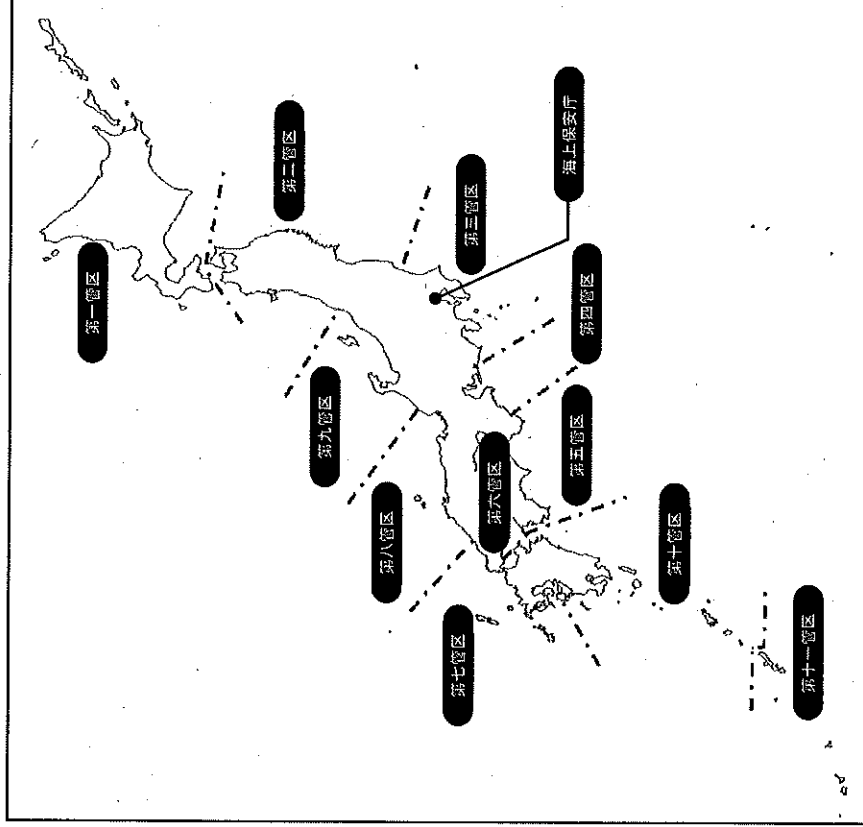 第一管区
第二管区
第三管区
海上保安庁
第四管区
第九管区
第五管区
第六管区
第八管区
第十管区
第七管区
第十一管区